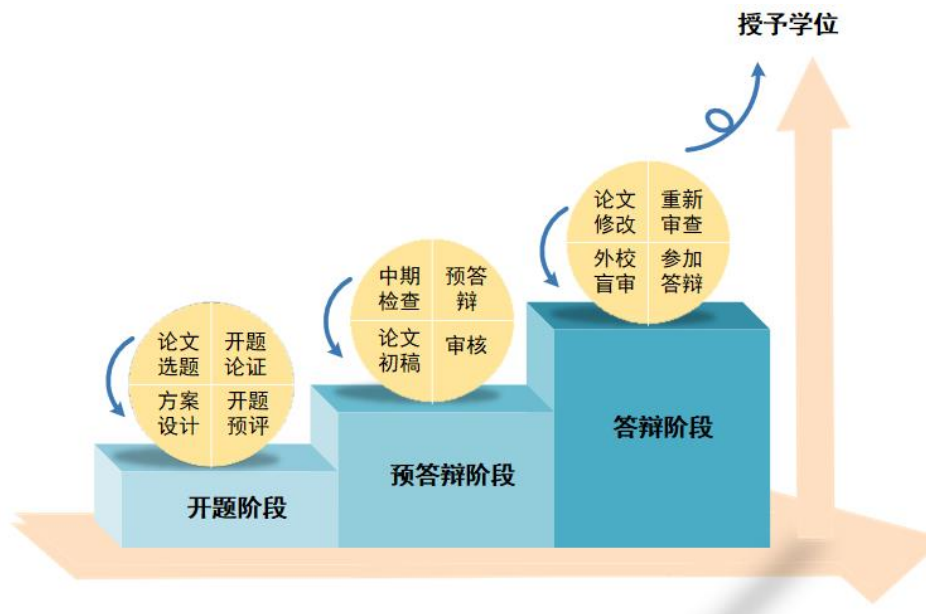 授予学位
论文
修改
重新
审查
外校
盲审
参加
答辩
中期
检查
预答
辩
论文
初稿
审核
论文
选题
开题
论证
方案
设计
开题
预评
答辩阶段
预答辩阶段
开题阶段